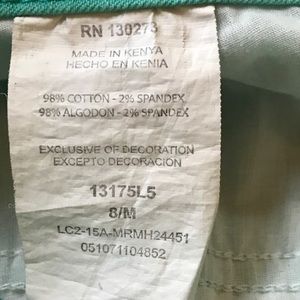 RN 130273
MADE IN KENYA
HECHO EN KENIA
98% COTTON - 2% SPANDEX
98% ALGODON - 2% SPANDEX
EXCLUSIVE OF DECORATION
EXCEPTO DECORACION
13175L5
8/M
LC2-15A-MRMH24451
051071104852